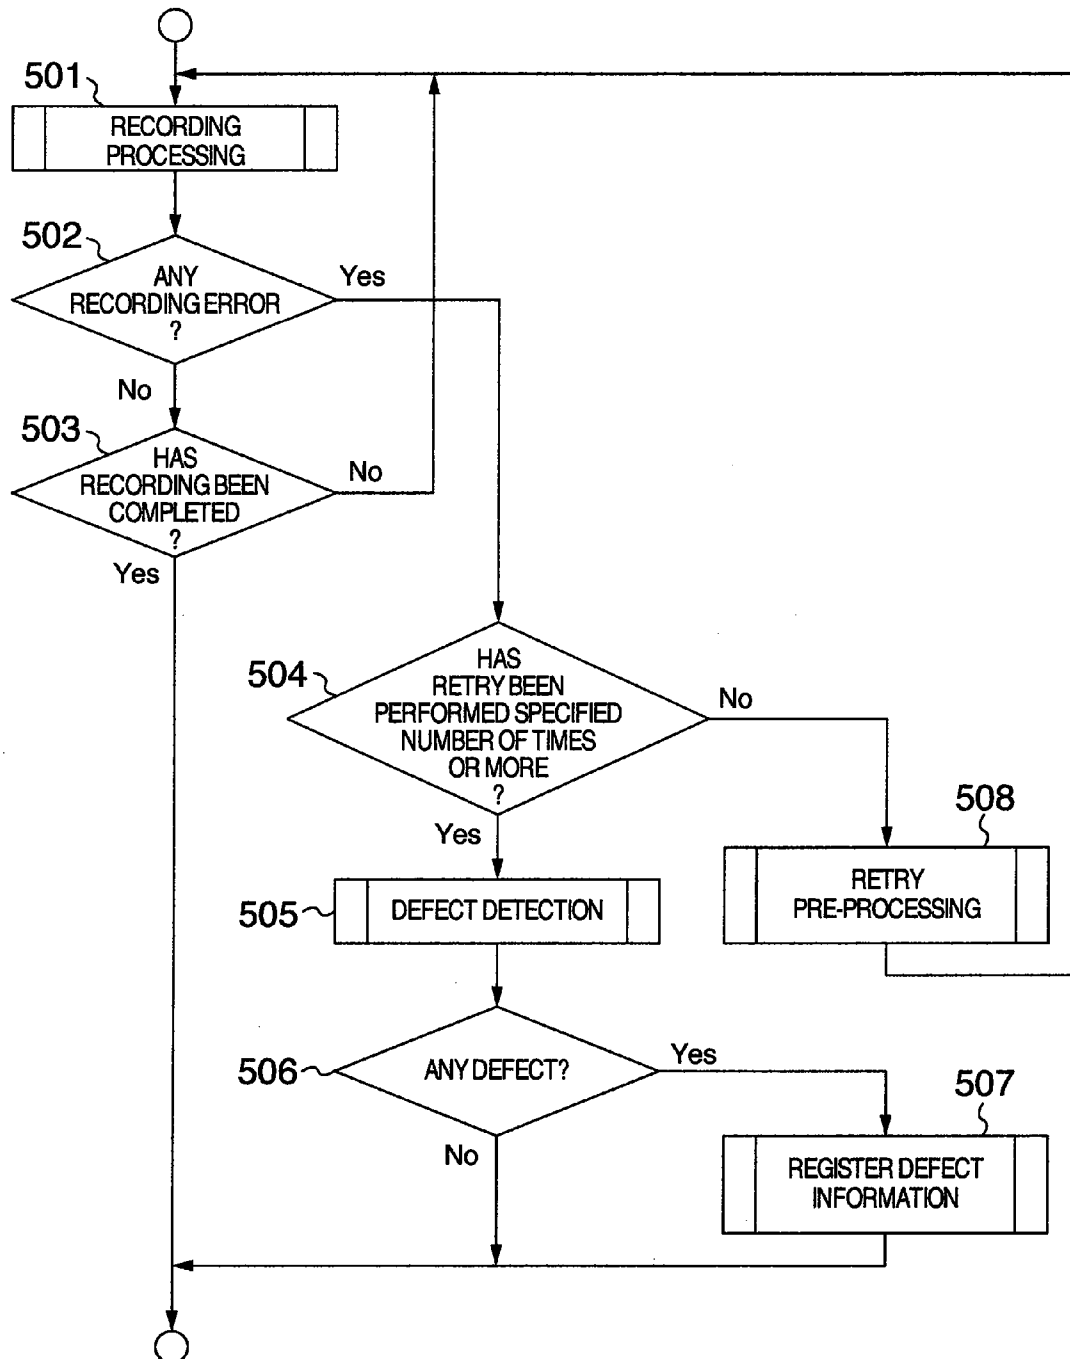 501
RECORDING
PROCESSING
502
ANY
RECORDING ERROR
?
Yes
No
503
HAS
RECORDING BEEN
COMPLETED
?
No
Yes
504
HAS
RETRY BEEN
PERFORMED SPECIFIED
NUMBER OF TIMES
OR MORE
?
No
Yes
508
RETRY
PRE-PROCESSING
505
DEFECT DETECTION
506
ANY DEFECT?
Yes
No
507
REGISTER DEFECT
INFORMATION